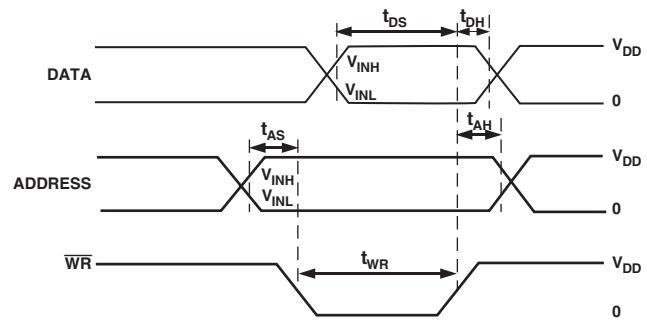 tDS tDH
VDD
DATA
VINH
VINL
0
tAS tAH
VDD
ADDRESS
VINH
VINL
0
WR
tWR
VDD
0